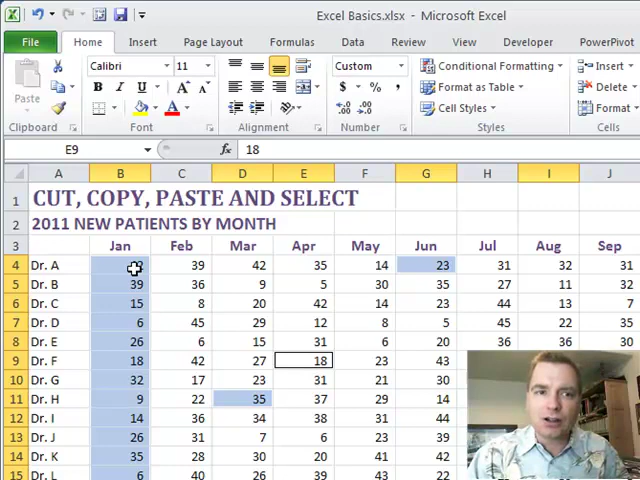 Excel Basics.xlsx - Microsoft Excel
File Home Insert Page Layout Formulas Data Review View Developer PowerPivot
Calibri 11 Custom Conditional Formatting Insert
Paste B I U A $ % , Format as Table Delete
Cell Styles Format
Clipboard Font Alignment Number Styles
E9 fx 18
A B C D E F G H I J
1 CUT, COPY, PASTE AND SELECT
2 2011 NEW PATIENTS BY MONTH
3 Jan Feb Mar Apr May Jun Jul Aug Sep
4 Dr. A 39 42 35 14 23 31 32 31
5 Dr. B 39 36 9 5 30 35 27 11 32
6 Dr. C 15 8 20 42 14 23 44 13 7
7 Dr. D 6 45 29 12 8 5 45 22 35
8 Dr. E 26 6 15 31 6 20 36 36 30
9 Dr. F 18 42 27 18 23 43
10 Dr. G 32 17 23 31 21 30
11 Dr. H 9 22 35 37 29 14
12 Dr. I 14 36 34 38 31 44
13 Dr. J 26 31 7 6 23 39
14 Dr. K 35 28 21 30 41 42
15 Dr. L 6 40 26 39 43 22